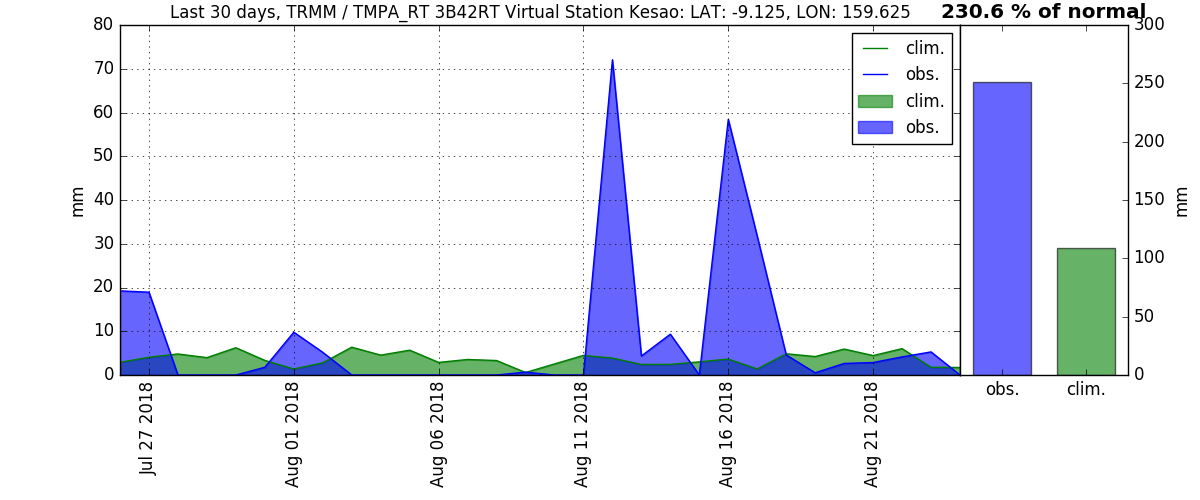 Last 30 days, TRMM / TMPA_RT 3B42RT Virtual Station Kesao: LAT: -9.125, LON: 159.625
230.6 % of normal
80
70
60
50
40
30
20
10
0
mm
clim.
obs.
clim.
obs.
Jul 27 2018
Aug 01 2018
Aug 06 2018
Aug 11 2018
Aug 16 2018
Aug 21 2018
300
250
200
150
100
50
0
mm
obs.
clim.